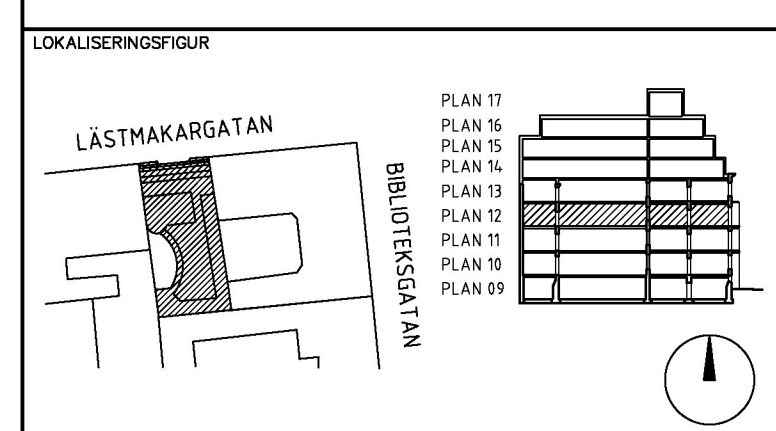 LOKALISERINGSFIGUR
LÄSTMAKARGATAN
BIBLIOTEKSGATAN
PLAN 17
PLAN 16
PLAN 15
PLAN 14
PLAN 13
PLAN 12
PLAN 11
PLAN 10
PLAN 09